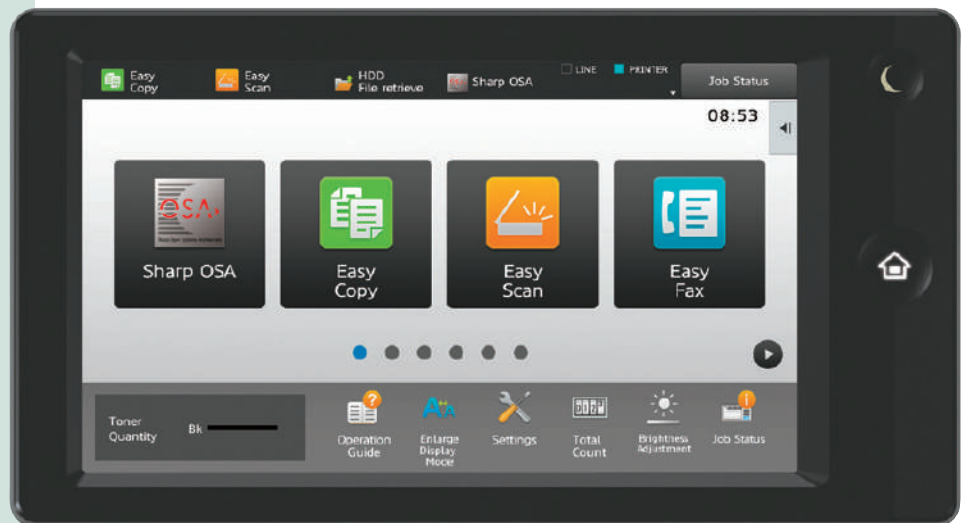 Easy
Copy
Easy
Scan
HDD
File retrieve
Sharp OSA
LINE
PRINTER
Job Status
08:53
OSA
Sharp OSA
Easy
Copy
Easy
Scan
Easy
Fax
Toner
Quantity
Bk
Operation
Guide
Enlarge
Display
Mode
Settings
Total
Count
Brightness
Adjustment
Job Status